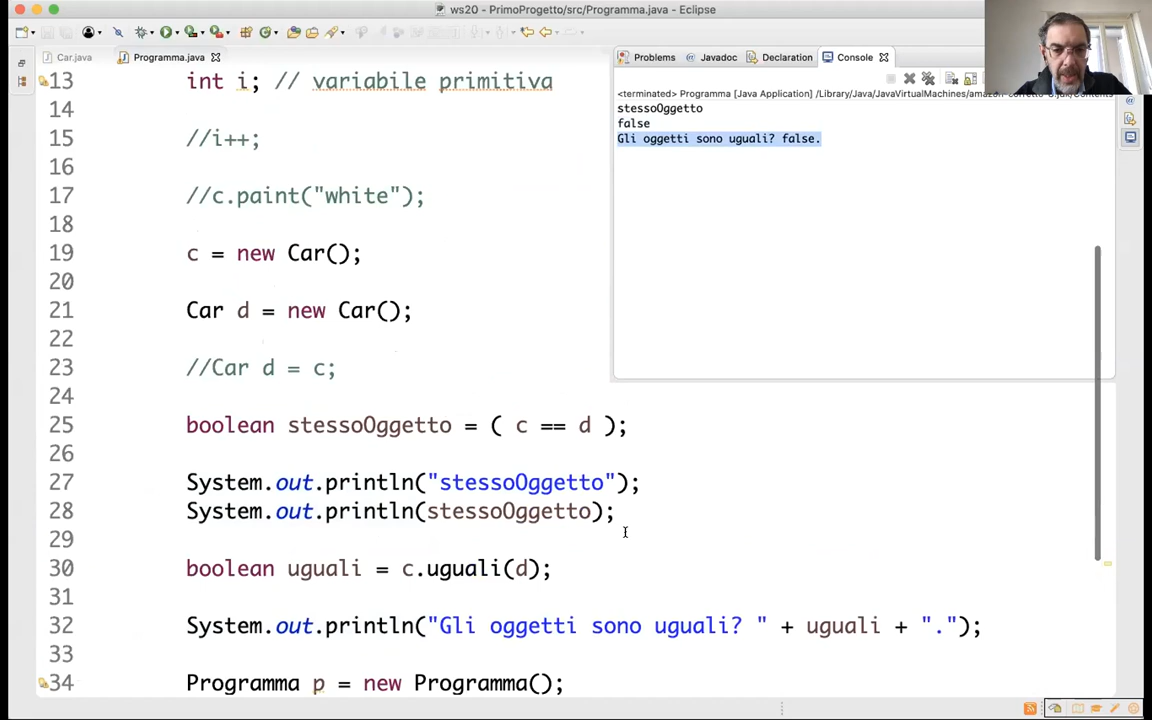 ws20 - PrimoProgetto/src/Programma.java - Eclipse
Car.java
Programma.java
13 int i; // variabile primitiva
14
15 //i++;
16
17 //c.paint("white");
18
19 c = new Car();
20
21 Car d = new Car();
22
23 //Car d = c;
24
25 boolean stessoOggetto = ( c == d );
26
27 System.out.println("stessoOggetto");
28 System.out.println(stessoOggetto);
29
30 boolean uguali = c.uguali(d);
31
32 System.out.println("Gli oggetti sono uguali? " + uguali + ".");
33
34 Programma p = new Programma();
Problems Javadoc Declaration Console
<terminated> Programma [Java Application] /Library/Java/JavaVirtualMachines/
stessoOggetto
false
Gli oggetti sono uguali? false.